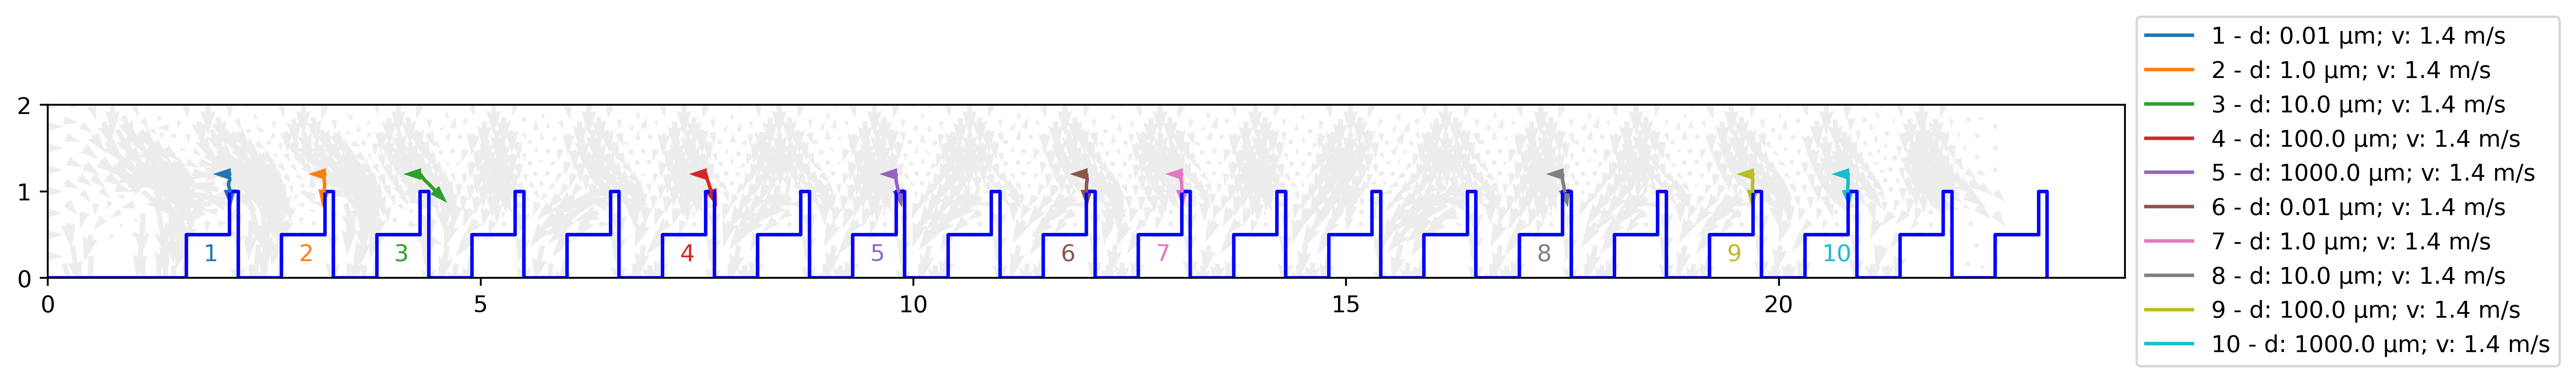 2
1
0
0
5
10
15
20
1
2
3
4
5
6
7
8
9
10
1 - d: 0.01 µm; v: 1.4 m/s
2 - d: 1.0 µm; v: 1.4 m/s
3 - d: 10.0 µm; v: 1.4 m/s
4 - d: 100.0 µm; v: 1.4 m/s
5 - d: 1000.0 µm; v: 1.4 m/s
6 - d: 0.01 µm; v: 1.4 m/s
7 - d: 1.0 µm; v: 1.4 m/s
8 - d: 10.0 µm; v: 1.4 m/s
9 - d: 100.0 µm; v: 1.4 m/s
10 - d: 1000.0 µm; v: 1.4 m/s